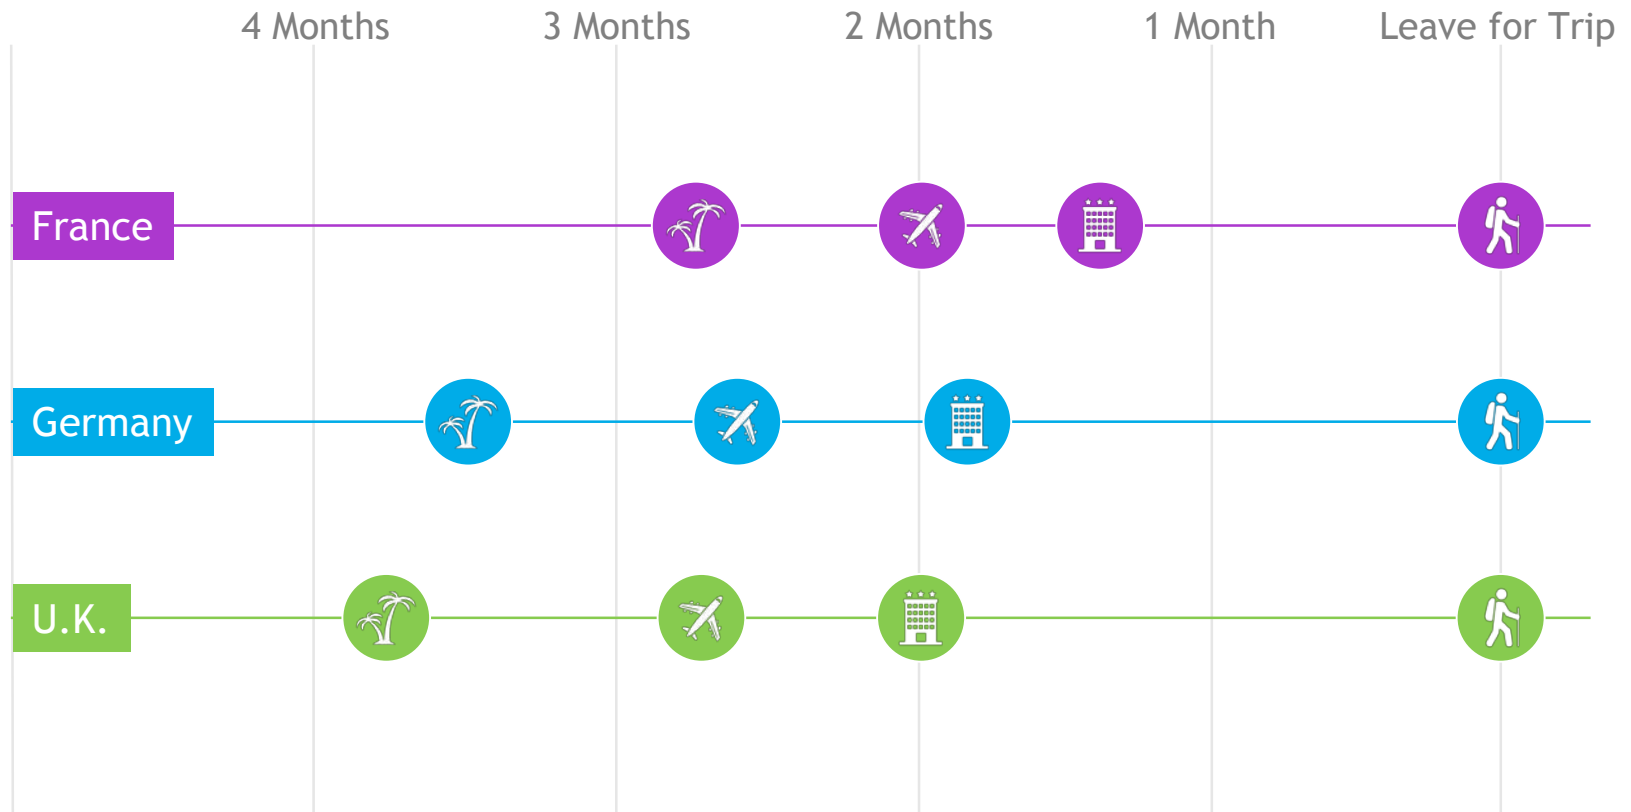 4 Months
3 Months
2 Months
1 Month
Leave for Trip
France
Germany
U.K.